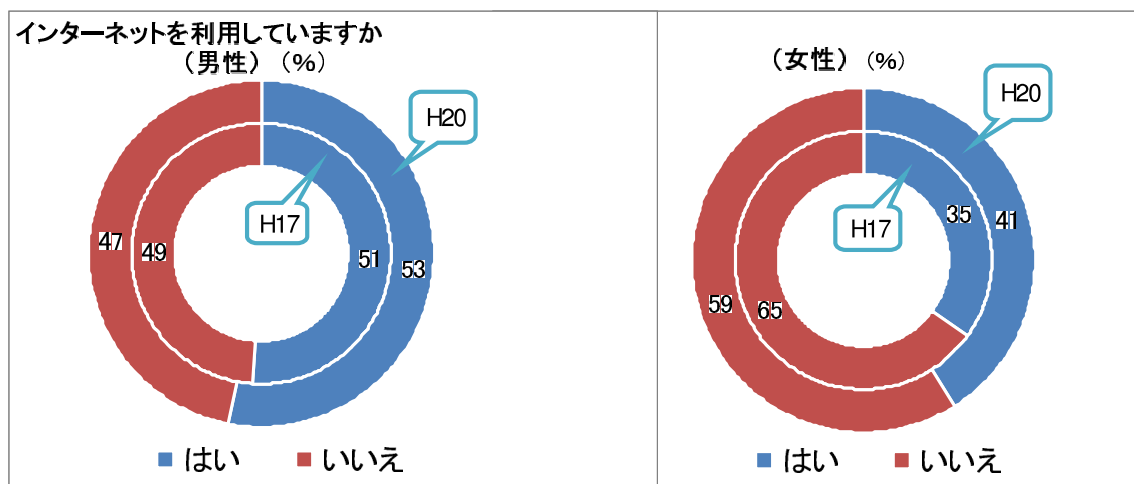 インターネットを利用していますか
（男性）（％）
H20
H17
47
49
51
53
はい
いいえ
（女性）（％）
H20
H17
35
41
59
65
はい
いいえ